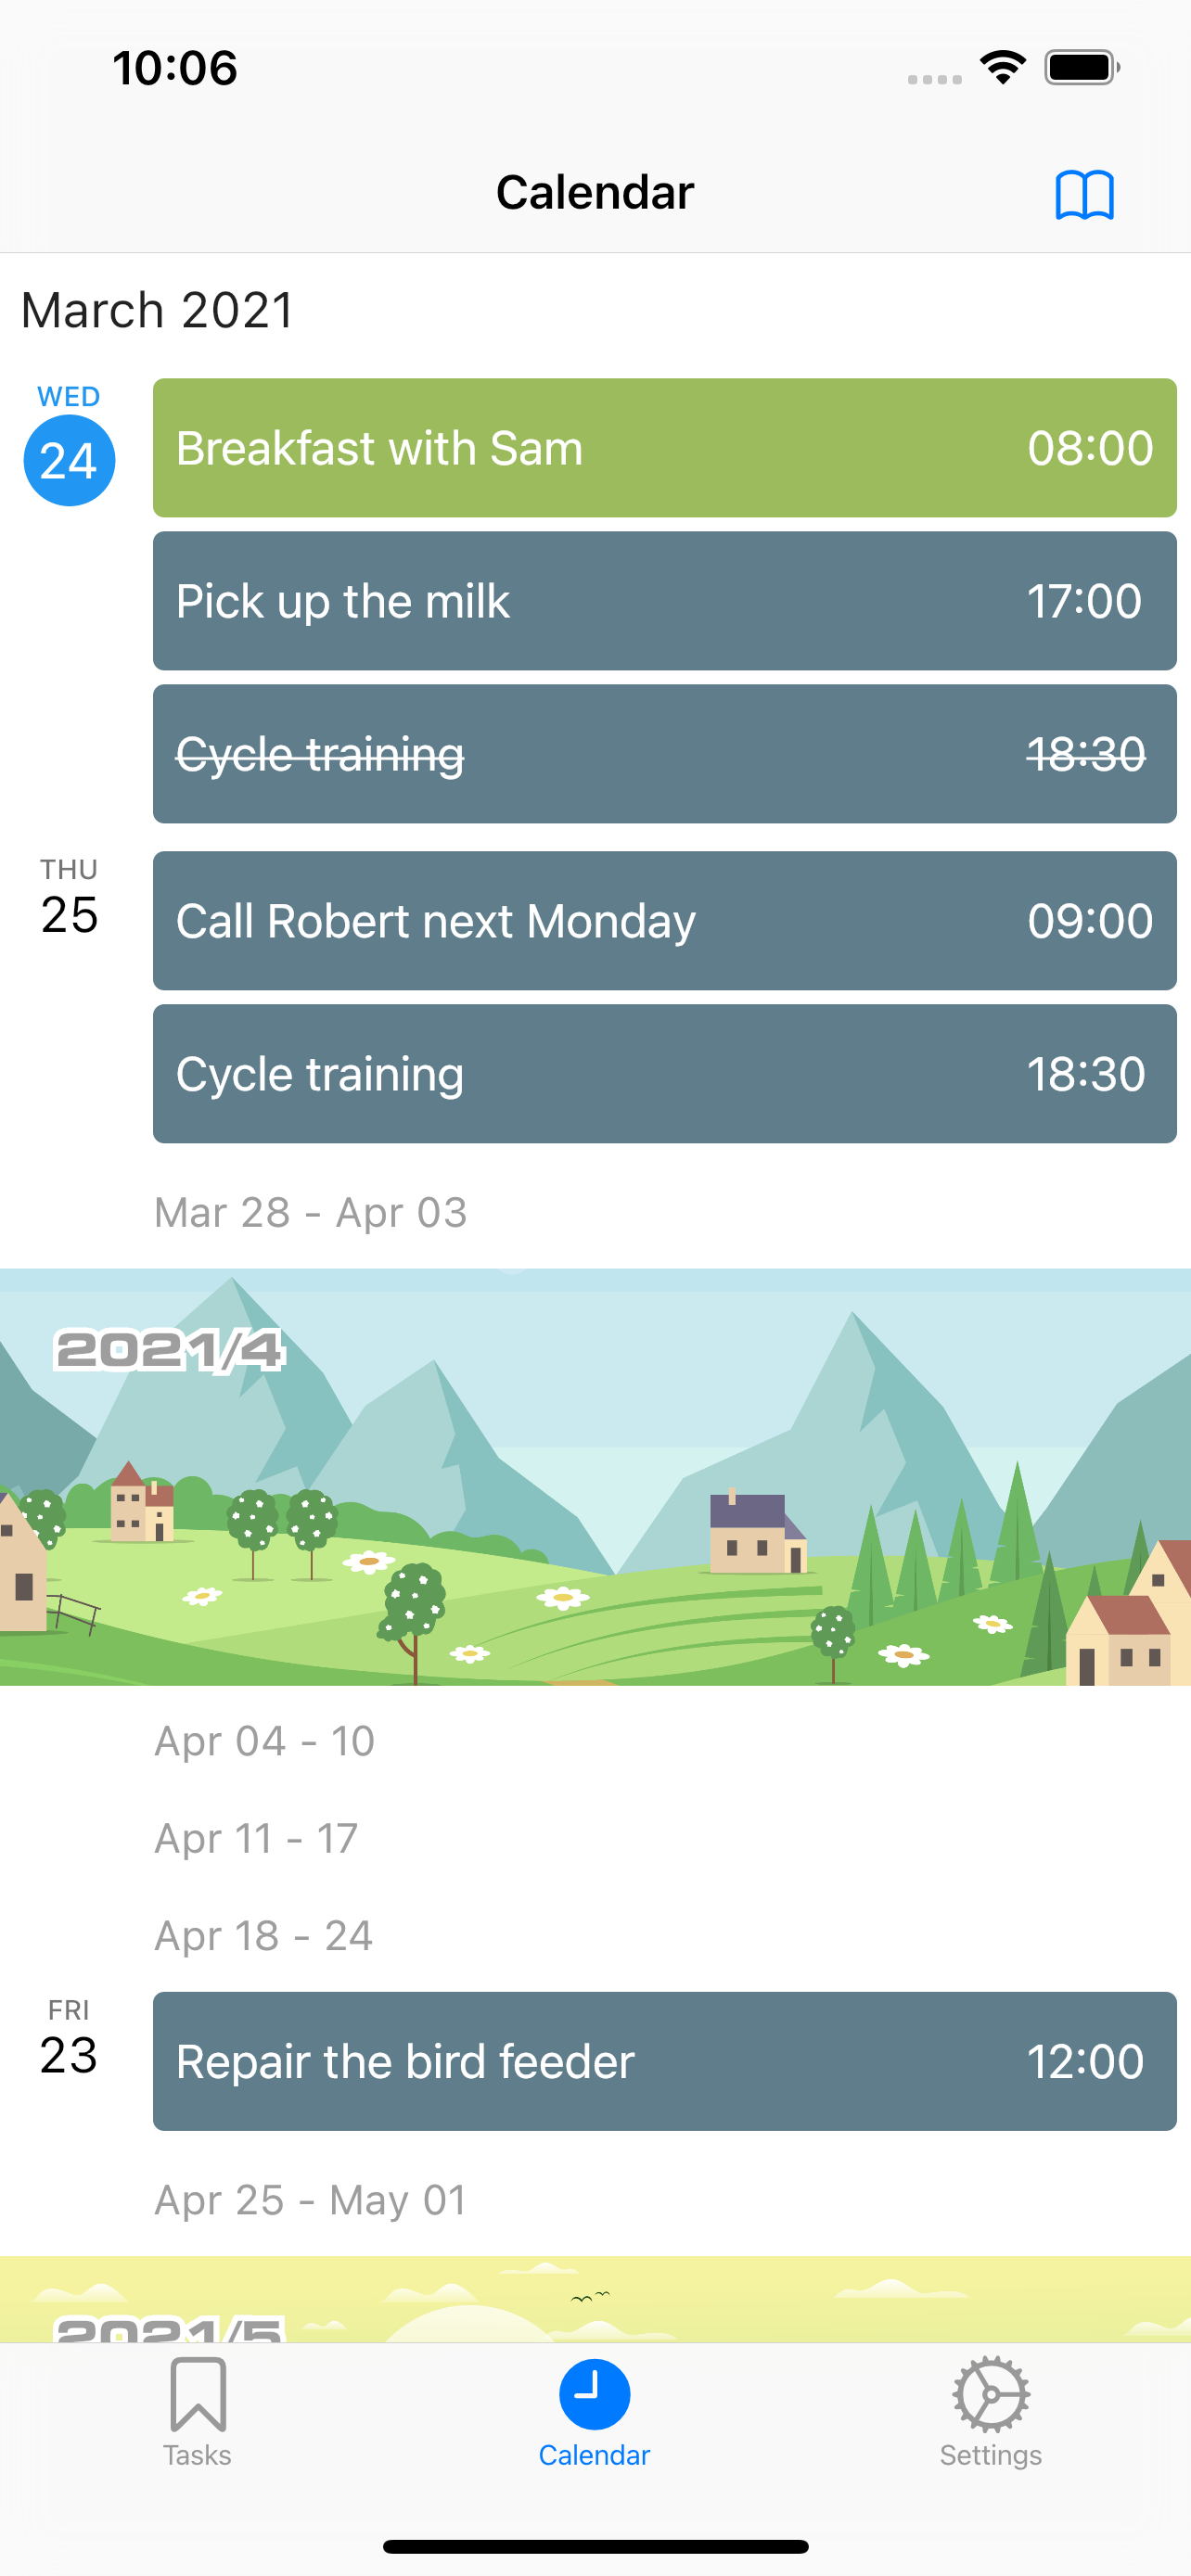 10:06
Calendar
March 2021
WED
24
Breakfast with Sam 08:00
Pick up the milk 17:00
Cycle training 18:30
THU
25
Call Robert next Monday 09:00
Cycle training 18:30
Mar 28 - Apr 03
2021/4
Apr 04 - 10
Apr 11 - 17
Apr 18 - 24
FRI
23
Repair the bird feeder 12:00
Apr 25 - May 01
2021/5
Tasks
Calendar
Settings